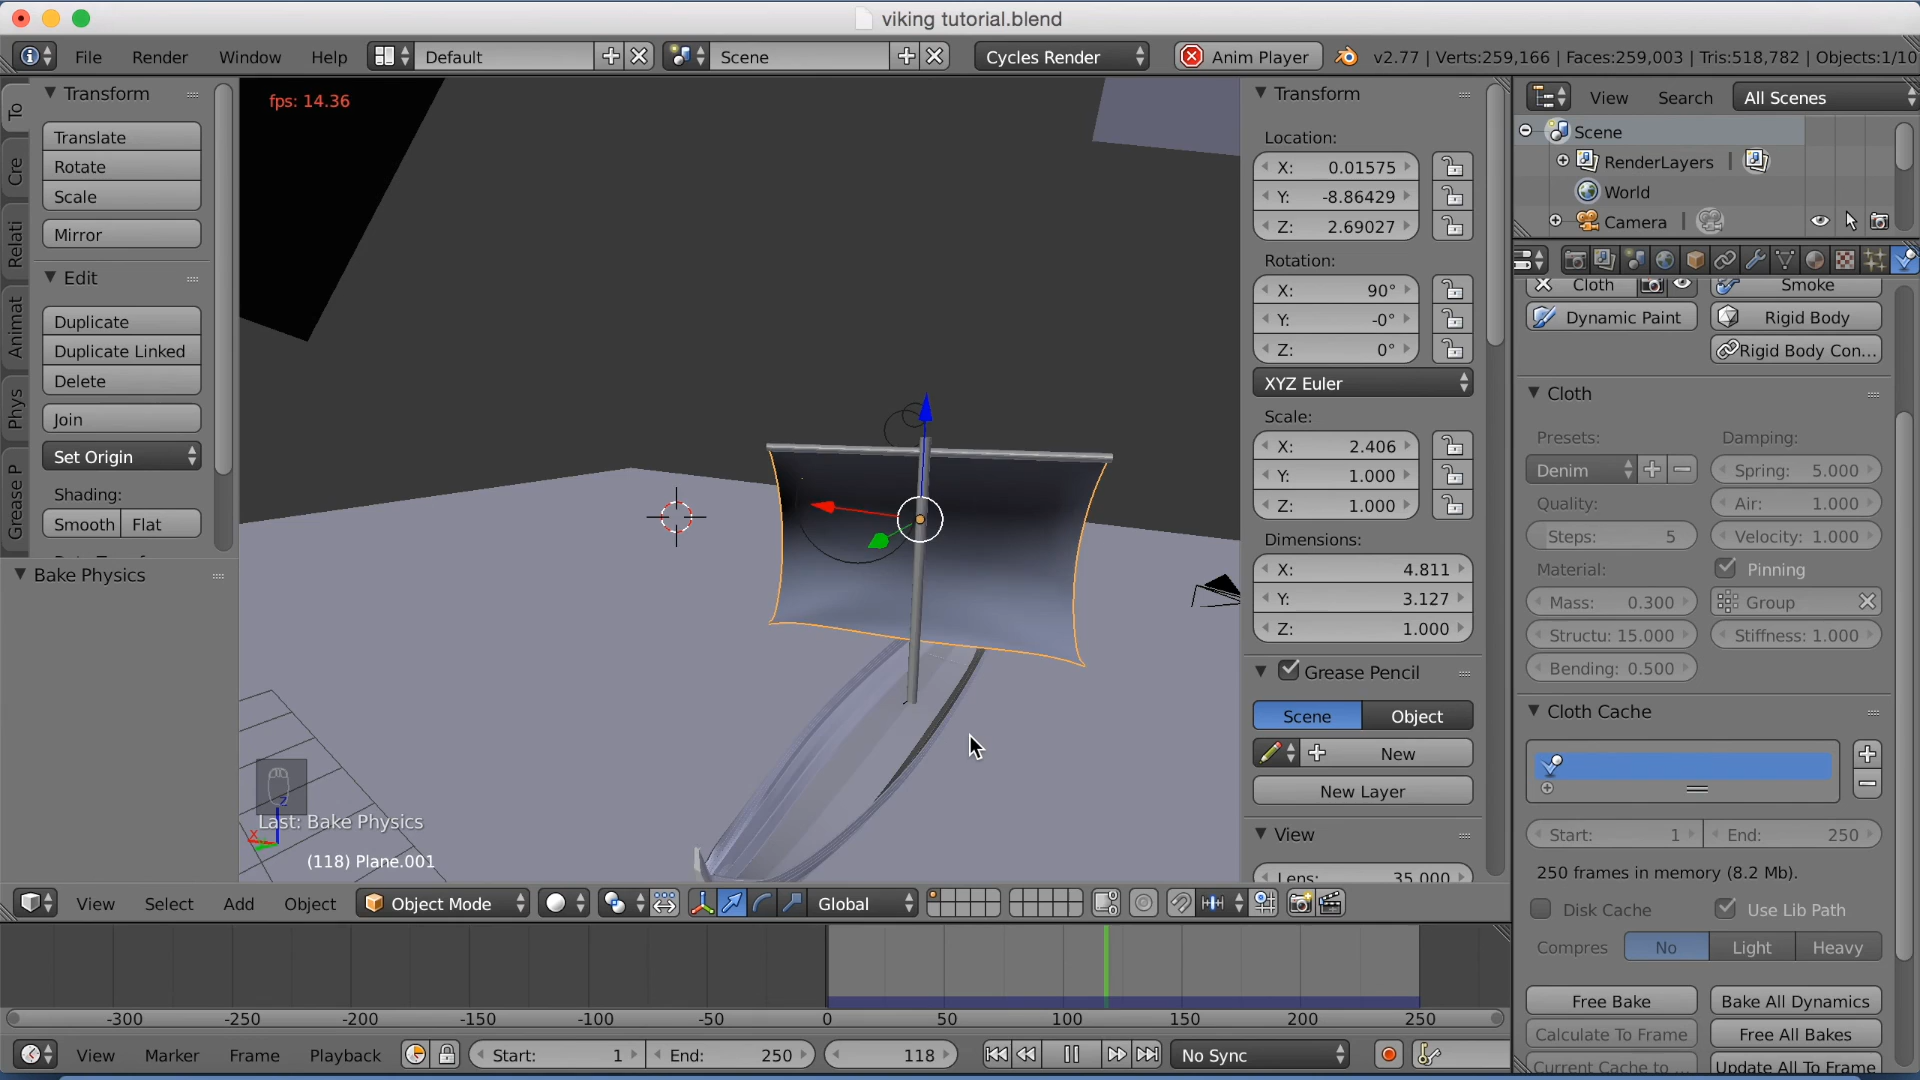 viking tutorial.blend
File Render Window Help Default Scene Cycles Render Anim Player v2.77 | Verts:259,166 | Faces:259,003 | Tris:518,782 | Objects:1/10
fps: 14.36
To
Cre
Relati
Animat
Phys
Grease P
Transform
Translate
Rotate
Scale
Mirror
Edit
Duplicate
Duplicate Linked
Delete
Join
Set Origin
Shading:
Smooth Flat
Bake Physics
Last: Bake Physics
(118) Plane.001
Transform
Location:
X: 0.01575
Y: -8.86429
Z: 2.69027
Rotation:
X: 90°
Y: -0°
Z: 0°
XYZ Euler
Scale:
X: 2.406
Y: 1.000
Z: 1.000
Dimensions:
X: 4.811
Y: 3.127
Z: 1.000
Grease Pencil
Scene Object
New
New Layer
View
Lens: 35.000
View Search All Scenes
Scene
RenderLayers |
World
Camera |
Cloth Smoke
Dynamic Paint Rigid Body
Rigid Body Con...
Cloth
Presets: Damping:
Denim Spring: 5.000
Quality: Air: 1.000
Steps: 5 Velocity: 1.000
Material: Pinning
Mass: 0.300 Group
Structu: 15.000 Stiffness: 1.000
Bending: 0.500
Cloth Cache
Start: 1 End: 250
250 frames in memory (8.2 Mb).
Disk Cache Use Lib Path
Compres No Light Heavy
Free Bake Bake All Dynamics
Calculate To Frame Free All Bakes
Current Cache to ... Update All To Frame
View Select Add Object Object Mode Global
-300 -250 -200 -150 -100 -50 0 50 100 150 200 250
View Marker Frame Playback Start: 1 End: 250 118 No Sync